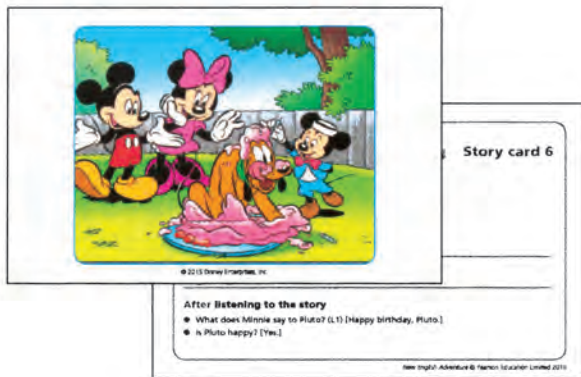 © 2015 Disney Enterprises, Inc.
Story card 6
After listening to the story
● What does Minnie say to Pluto? (L1) [Happy birthday, Pluto.]
● Is Pluto happy? [Yes.]
New English Adventure © Pearson Education Limited 2015